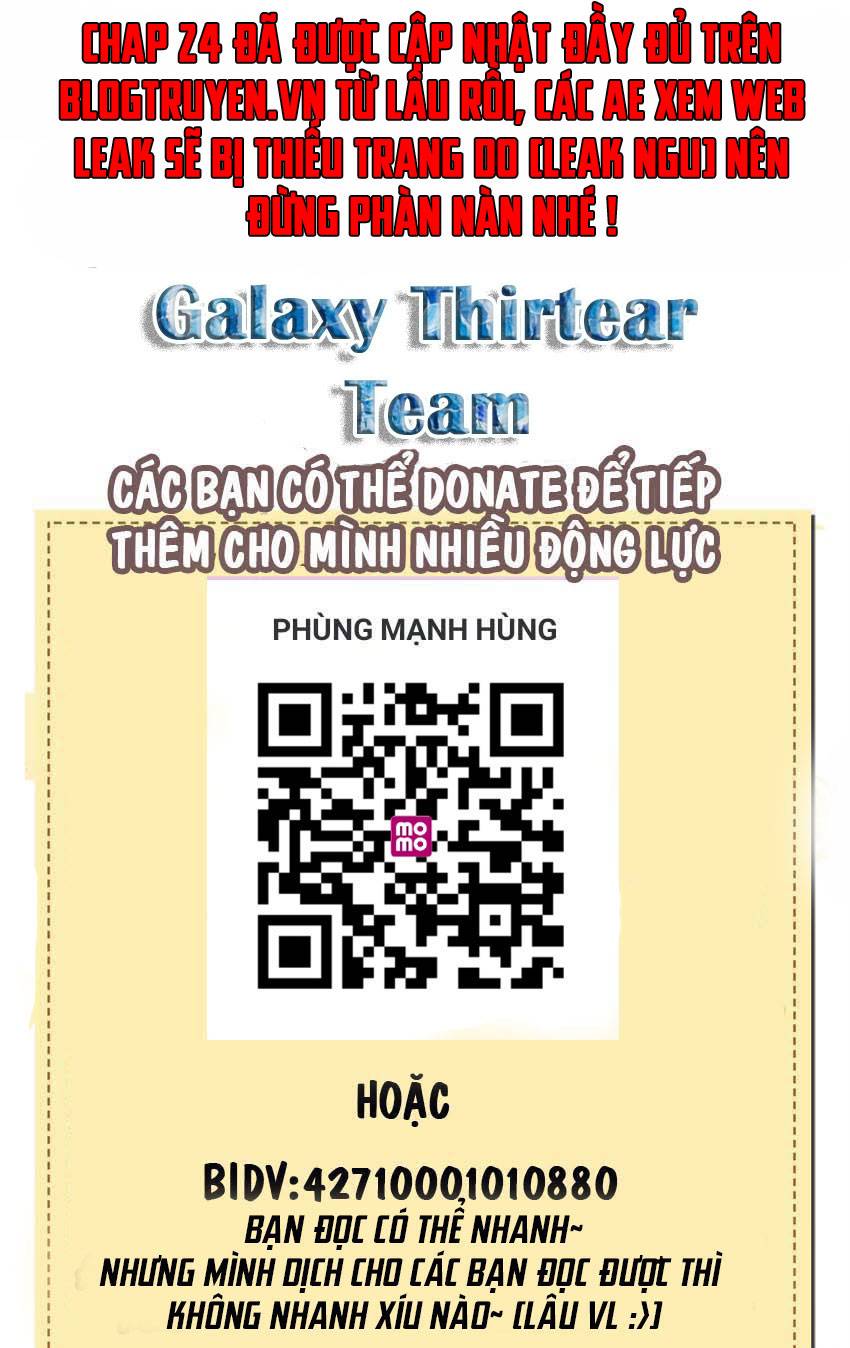 CHAP 24 ĐÃ ĐƯỢC CẬP NHẬT ĐẦY ĐỦ TRÊN
BLOGTRUYEN.VN TỪ LÂU RỒI, CÁC AE XEM WEB
LEAK SẼ BỊ THIẾU TRANG DO (LEAK NGU) NÊN
ĐỪNG PHÀN NÀN NHÉ !
Galaxy Thirtear
Team
CÁC BẠN CÓ THỂ DONATE ĐỂ TIẾP
THÊM CHO MÌNH NHIỀU ĐỘNG LỰC
PHÙNG MẠNH HÙNG
mo
mo
HOẶC
BIDV:42710001010880
BẠN ĐỌC CÓ THỂ NHANH~
NHƯNG MÌNH DỊCH CHO CÁC BẠN ĐỌC ĐƯỢC THÌ
KHÔNG NHANH XÍU NÀO~ (LÂU VL :>)